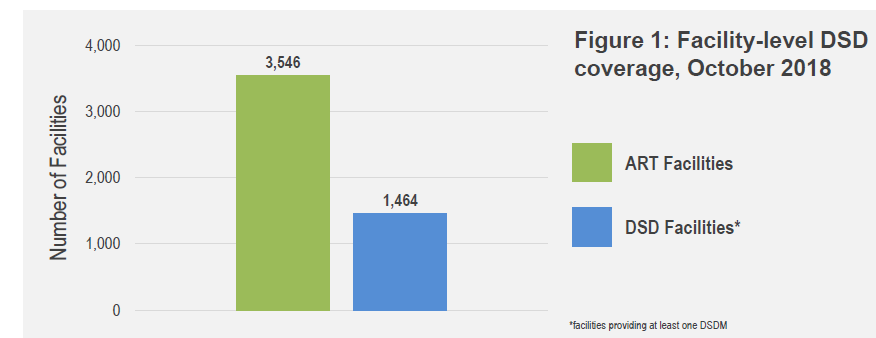 Figure 1: Facility-level DSD
coverage, October 2018
Number of Facilities
4,000
3,000
2,000
1,000
0
3,546
1,464
ART Facilities
DSD Facilities*
*facilities providing at least one DSDM